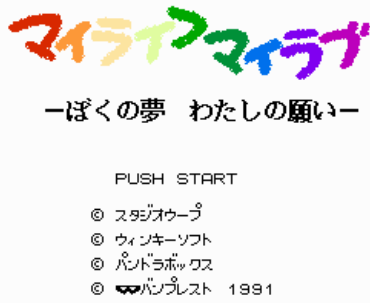 マイライフマイラブ
－ぼくの夢 わたしの願い－
PUSH START
© スタジオウープ
© ウィンキーソフト
© パンドラボックス
© バンプレスト 1991